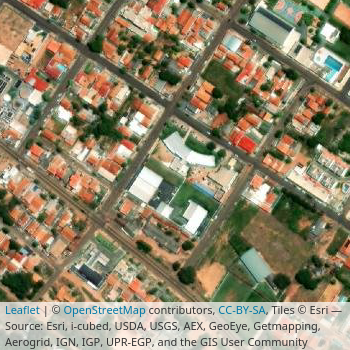 Leaflet | © OpenStreetMap contributors, CC-BY-SA, Tiles © Esri —
Source: Esri, i-cubed, USDA, USGS, AEX, GeoEye, Getmapping,
Aerogrid, IGN, IGP, UPR-EGP, and the GIS User Community